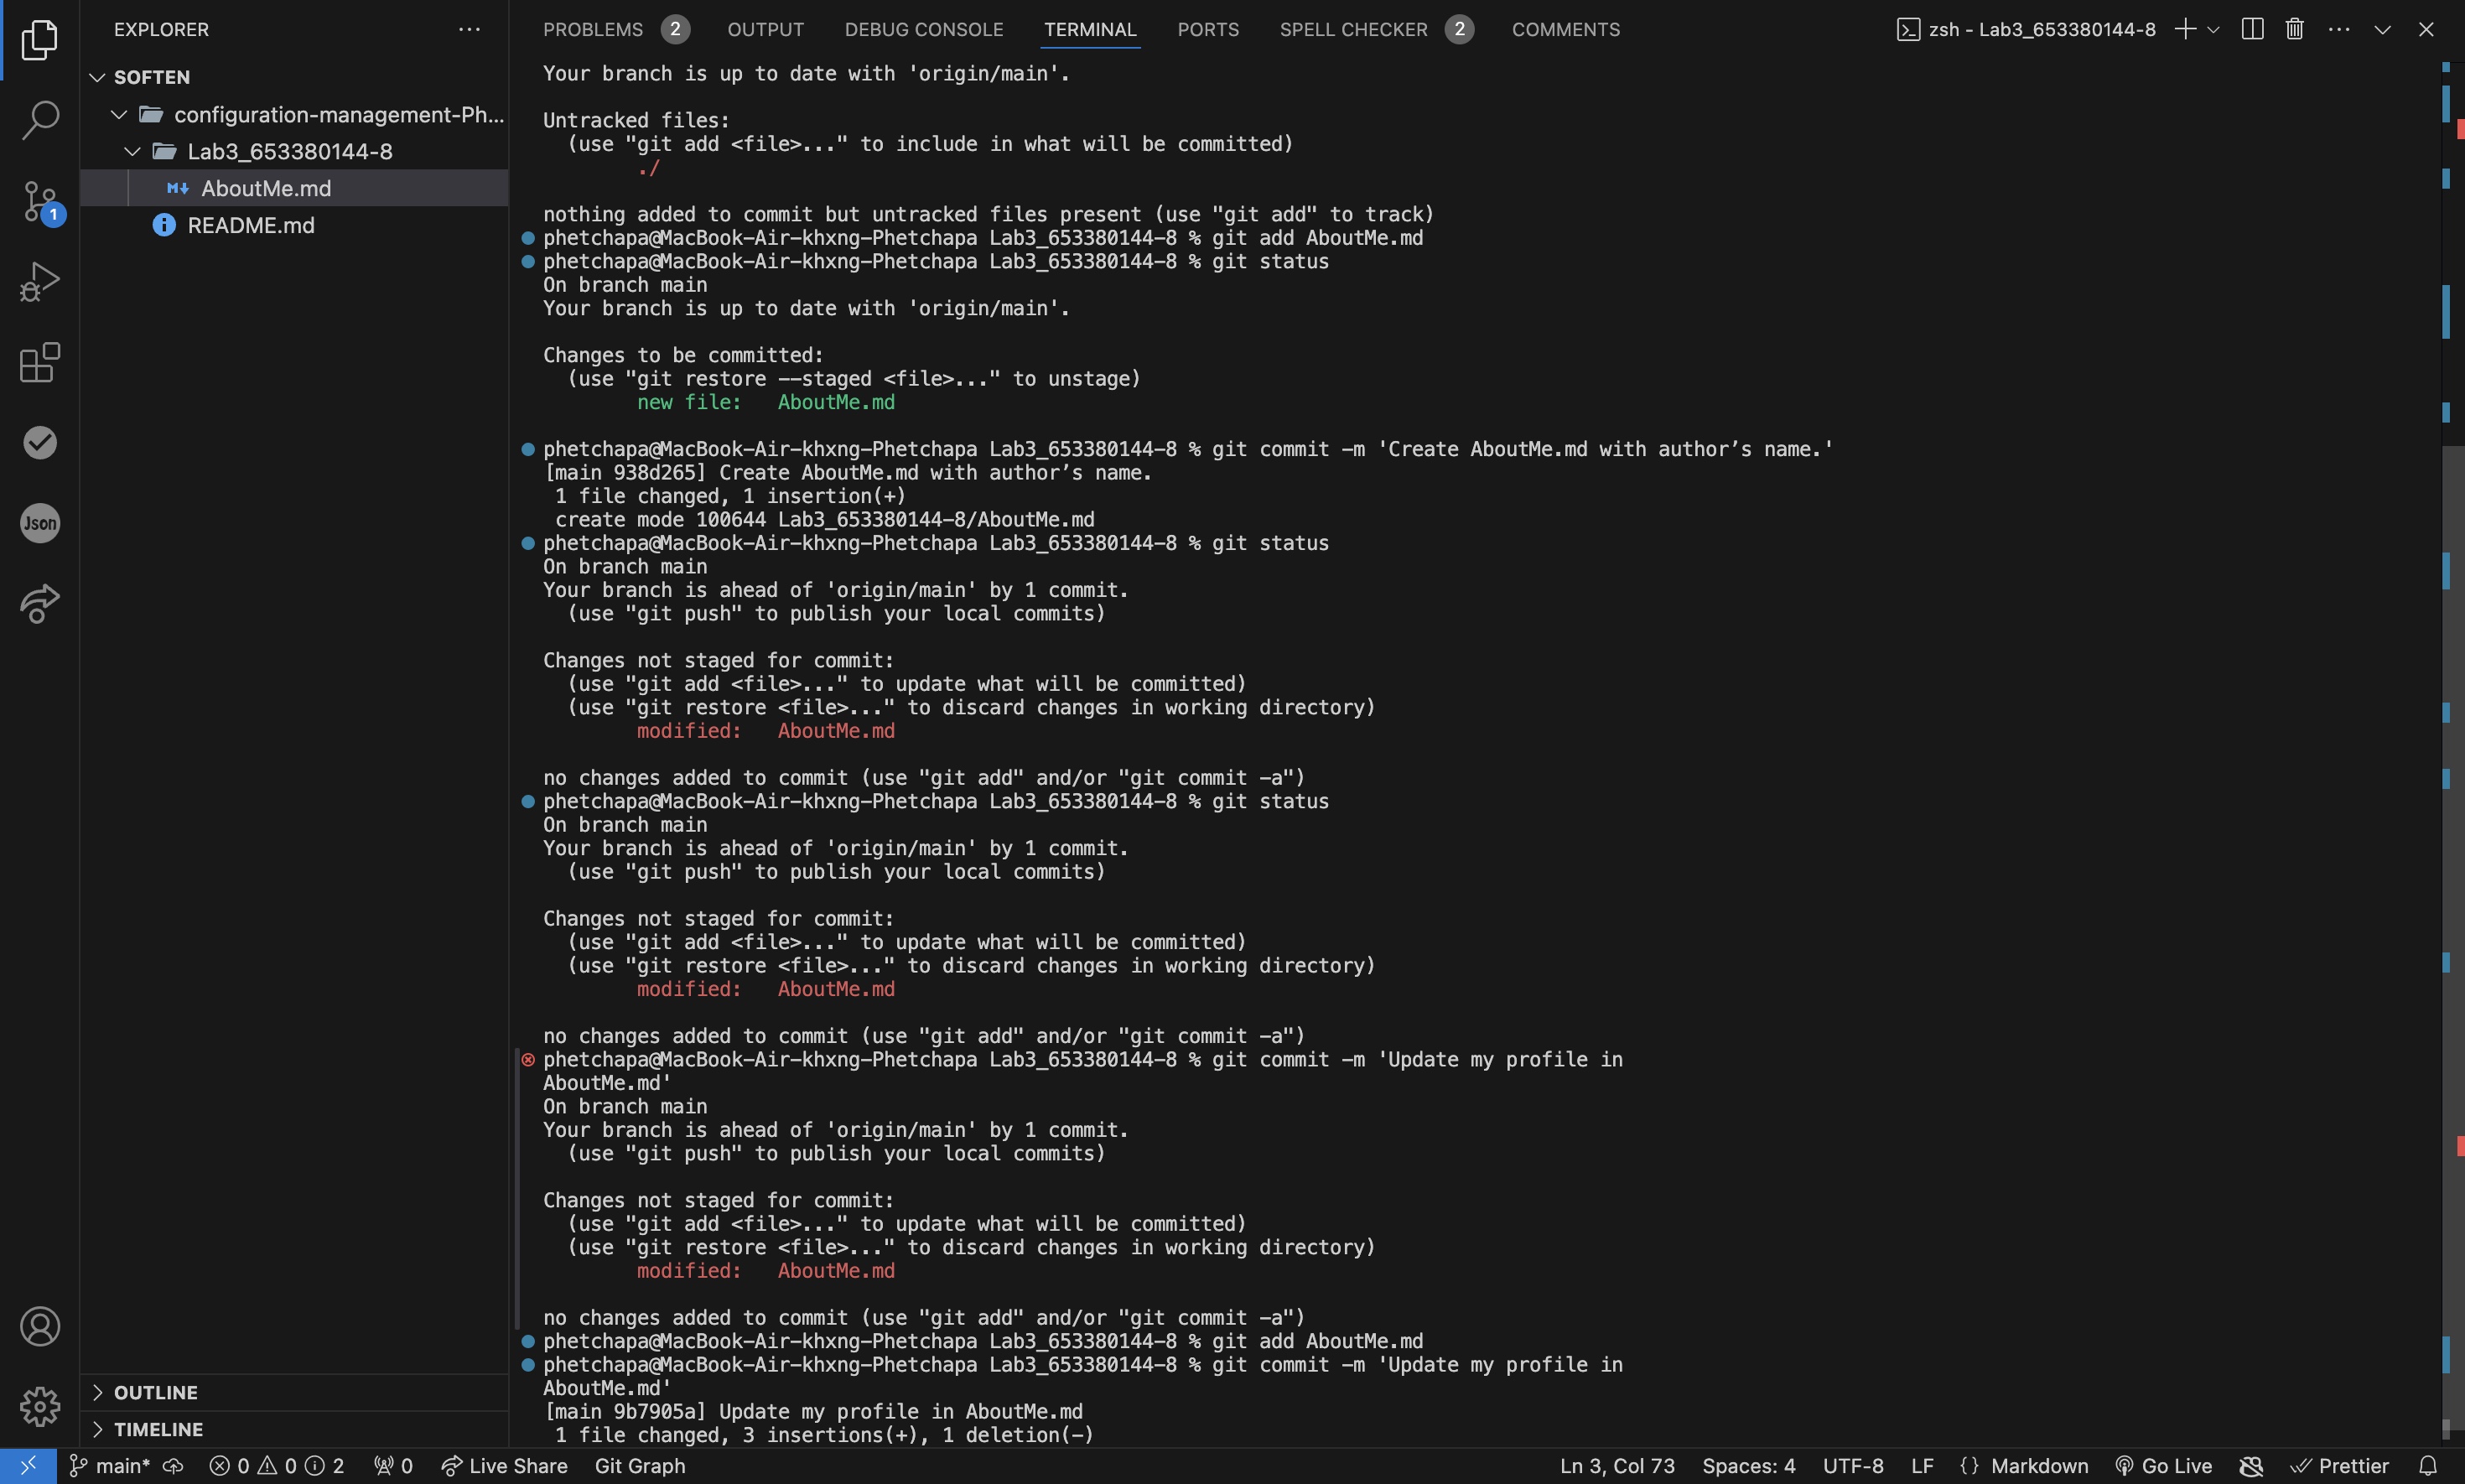 EXPLORER
SOFTEN
configuration-management-Ph...
Lab3_653380144-8
AboutMe.md
README.md
OUTLINE
TIMELINE
1
Json
PROBLEMS 2 OUTPUT DEBUG CONSOLE TERMINAL PORTS SPELL CHECKER 2 COMMENTS
zsh - Lab3_653380144-8
Your branch is up to date with 'origin/main'.
Untracked files:
(use "git add <file>..." to include in what will be committed)
./
nothing added to commit but untracked files present (use "git add" to track)
phetchapa@MacBook-Air-khxng-Phetchapa Lab3_653380144-8 % git add AboutMe.md
phetchapa@MacBook-Air-khxng-Phetchapa Lab3_653380144-8 % git status
On branch main
Your branch is up to date with 'origin/main'.
Changes to be committed:
(use "git restore --staged <file>..." to unstage)
new file:   AboutMe.md
phetchapa@MacBook-Air-khxng-Phetchapa Lab3_653380144-8 % git commit -m 'Create AboutMe.md with author’s name.'
[main 938d265] Create AboutMe.md with author’s name.
1 file changed, 1 insertion(+)
create mode 100644 Lab3_653380144-8/AboutMe.md
phetchapa@MacBook-Air-khxng-Phetchapa Lab3_653380144-8 % git status
On branch main
Your branch is ahead of 'origin/main' by 1 commit.
(use "git push" to publish your local commits)
Changes not staged for commit:
(use "git add <file>..." to update what will be committed)
(use "git restore <file>..." to discard changes in working directory)
modified:   AboutMe.md
no changes added to commit (use "git add" and/or "git commit -a")
phetchapa@MacBook-Air-khxng-Phetchapa Lab3_653380144-8 % git status
On branch main
Your branch is ahead of 'origin/main' by 1 commit.
(use "git push" to publish your local commits)
Changes not staged for commit:
(use "git add <file>..." to update what will be committed)
(use "git restore <file>..." to discard changes in working directory)
modified:   AboutMe.md
no changes added to commit (use "git add" and/or "git commit -a")
phetchapa@MacBook-Air-khxng-Phetchapa Lab3_653380144-8 % git commit -m 'Update my profile in
AboutMe.md'
On branch main
Your branch is ahead of 'origin/main' by 1 commit.
(use "git push" to publish your local commits)
Changes not staged for commit:
(use "git add <file>..." to update what will be committed)
(use "git restore <file>..." to discard changes in working directory)
modified:   AboutMe.md
no changes added to commit (use "git add" and/or "git commit -a")
phetchapa@MacBook-Air-khxng-Phetchapa Lab3_653380144-8 % git add AboutMe.md
phetchapa@MacBook-Air-khxng-Phetchapa Lab3_653380144-8 % git commit -m 'Update my profile in
AboutMe.md'
[main 9b7905a] Update my profile in AboutMe.md
1 file changed, 3 insertions(+), 1 deletion(-)
main* 0 0 2 0 Live Share Git Graph Ln 3, Col 73 Spaces: 4 UTF-8 LF {} Markdown Go Live Prettier